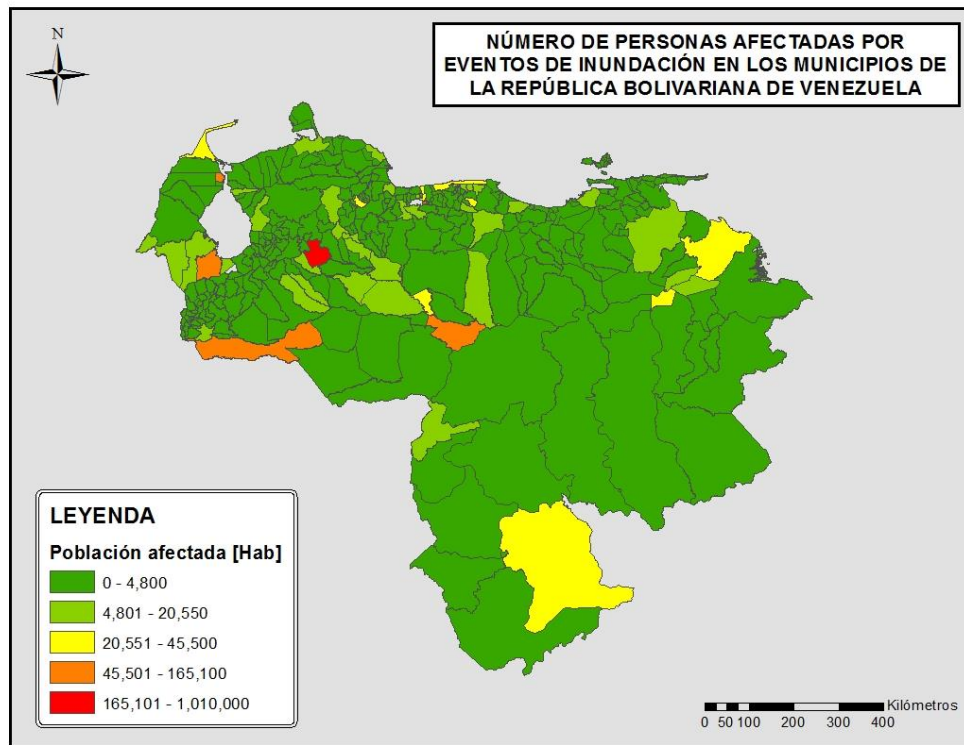 N
NÚMERO DE PERSONAS AFECTADAS POR
EVENTOS DE INUNDACIÓN EN LOS MUNICIPIOS DE
LA REPÚBLICA BOLIVARIANA DE VENEZUELA
LEYENDA
Población afectada [Hab]
0 - 4,800
4,801 - 20,550
20,551 - 45,500
45,501 - 165,100
165,101 - 1,010,000
Kilómetros
0 50 100 200 300 400